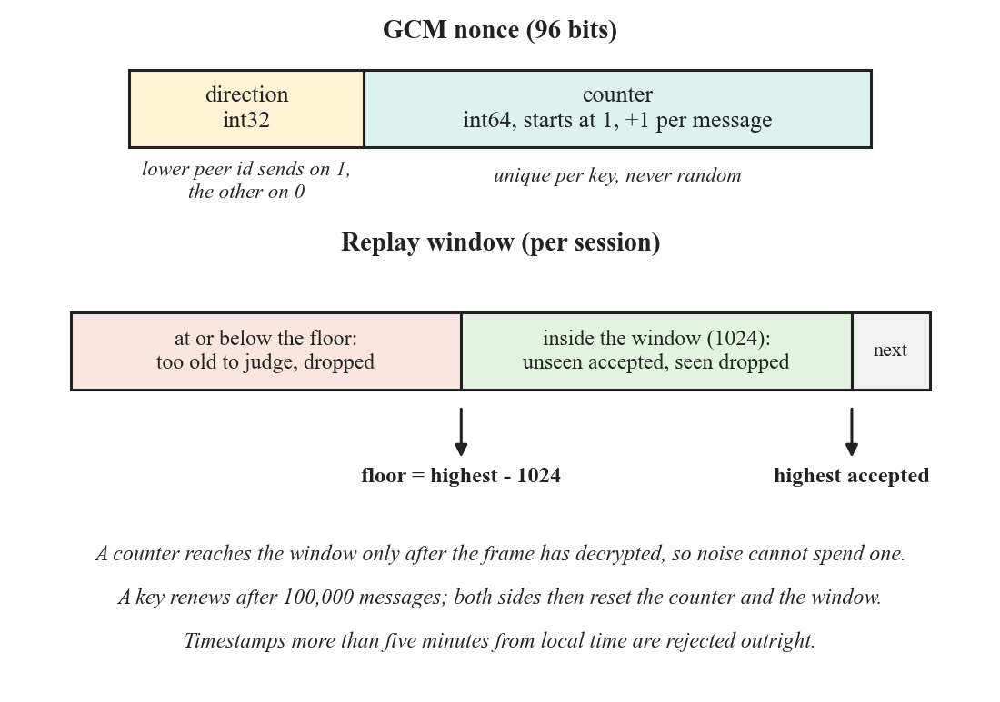 GCM nonce (96 bits)
direction
int32
counter
int64, starts at 1, +1 per message
lower peer id sends on 1,
the other on 0
unique per key, never random
Replay window (per session)
at or below the floor:
too old to judge, dropped
inside the window (1024):
unseen accepted, seen dropped
next
floor = highest - 1024
highest accepted
A counter reaches the window only after the frame has decrypted, so noise cannot spend one.
A key renews after 100,000 messages; both sides then reset the counter and the window.
Timestamps more than five minutes from local time are rejected outright.